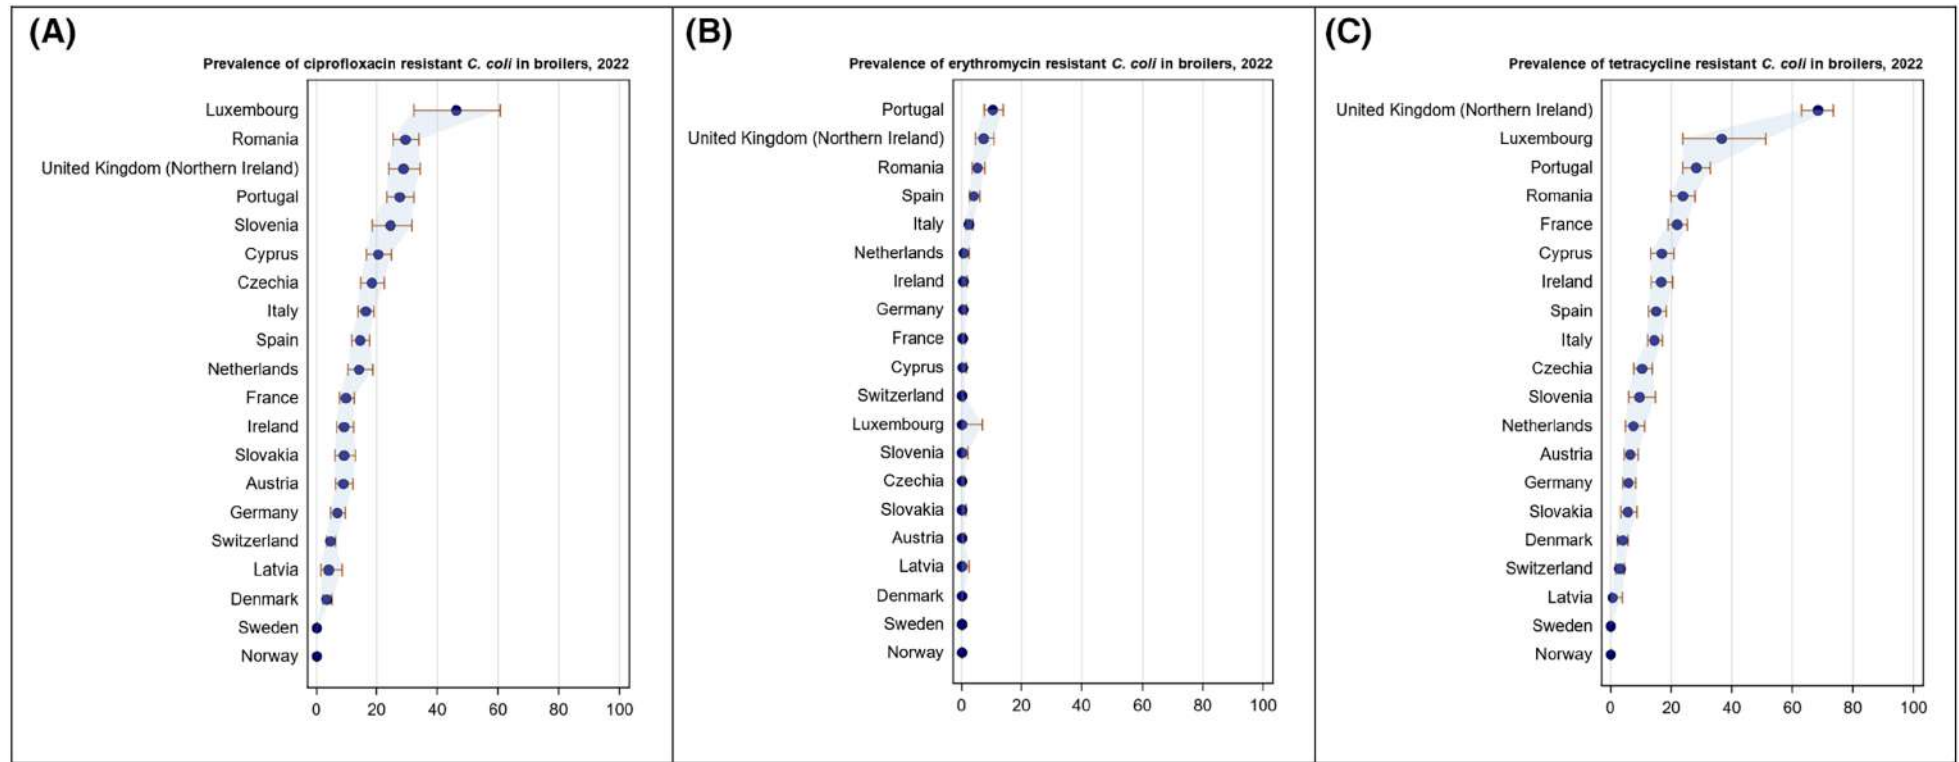 (A)
Prevalence of ciprofloxacin resistant C. coli in broilers, 2022
Luxembourg
Romania
United Kingdom (Northern Ireland)
Portugal
Slovenia
Cyprus
Czechia
Italy
Spain
Netherlands
France
Ireland
Slovakia
Austria
Germany
Switzerland
Latvia
Denmark
Sweden
Norway
0 20 40 60 80 100
(B)
Prevalence of erythromycin resistant C. coli in broilers, 2022
Portugal
United Kingdom (Northern Ireland)
Romania
Spain
Italy
Netherlands
Ireland
Germany
France
Cyprus
Switzerland
Luxembourg
Slovenia
Czechia
Slovakia
Austria
Latvia
Denmark
Sweden
Norway
0 20 40 60 80 100
(C)
Prevalence of tetracycline resistant C. coli in broilers, 2022
United Kingdom (Northern Ireland)
Luxembourg
Portugal
Romania
France
Cyprus
Ireland
Spain
Italy
Czechia
Slovenia
Netherlands
Austria
Germany
Slovakia
Denmark
Switzerland
Latvia
Sweden
Norway
0 20 40 60 80 100